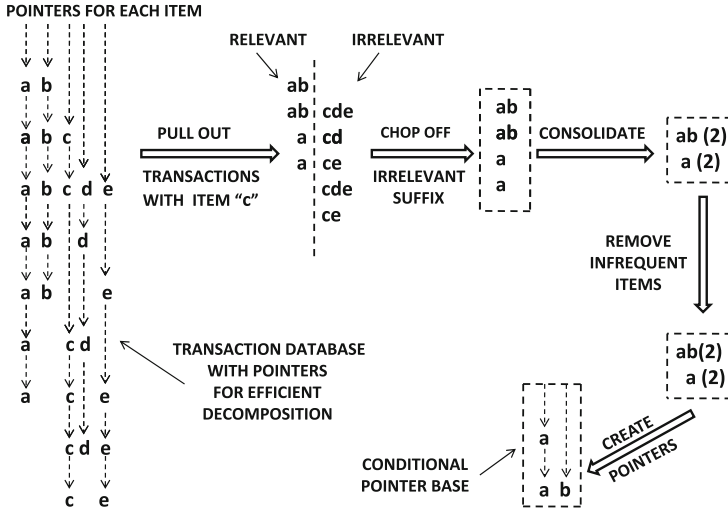 POINTERS FOR EACH ITEM
a b
a b c
a b c d e
a b d
a b e
a c d
a c e
c d e
c e
PULL OUT
TRANSACTIONS
WITH ITEM “c”
RELEVANT
IRRELEVANT
ab
ab cde
a cd
a ce
cde
ce
CHOP OFF
IRRELEVANT
SUFFIX
ab
ab
a
a
CONSOLIDATE
ab (2)
a (2)
REMOVE
INFREQUENT
ITEMS
ab(2)
a (2)
CREATE
POINTERS
a
a b
CONDITIONAL
POINTER BASE
TRANSACTION DATABASE
WITH POINTERS
FOR EFFICIENT
DECOMPOSITION